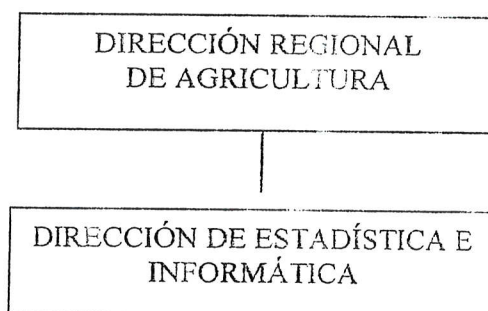 DIRECCIÓN REGIONAL
DE AGRICULTURA
DIRECCIÓN DE ESTADÍSTICA E
INFORMÁTICA